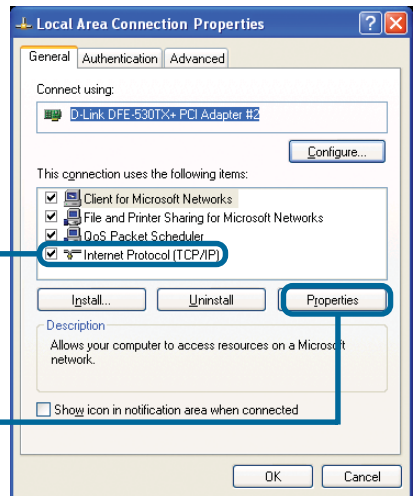 Local Area Connection Properties
General Authentication Advanced
Connect using:
D-Link DFE-530TX+ PCI Adapter #2
Configure...
This connection uses the following items:
Client for Microsoft Networks
File and Printer Sharing for Microsoft Networks
QoS Packet Scheduler
Internet Protocol (TCP/IP)
Install... Uninstall Properties
Description
Allows your computer to access resources on a Microsoft
network.
Show icon in notification area when connected
OK Cancel